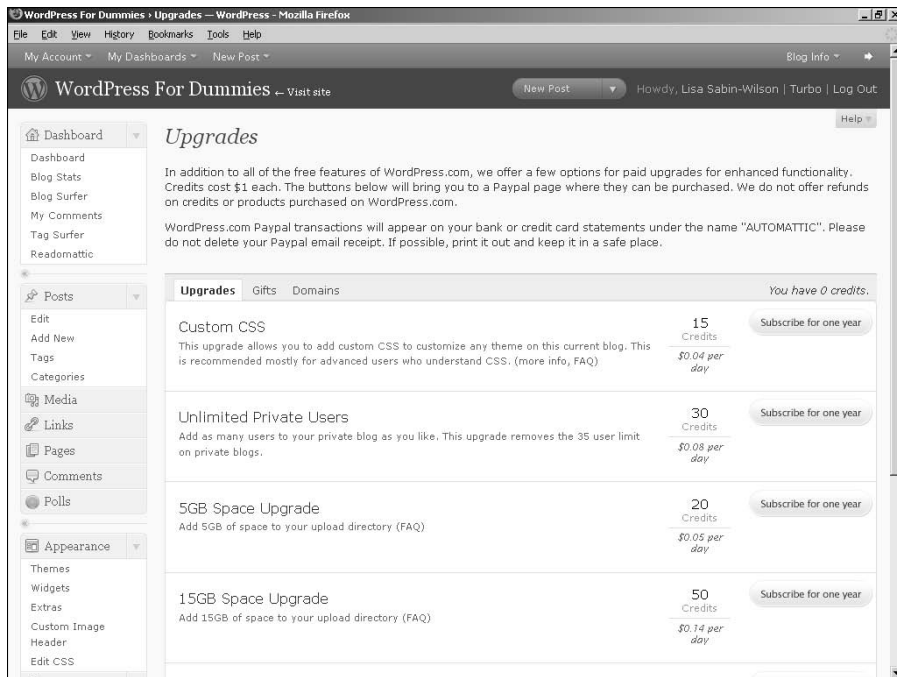 WordPress For Dummies › Upgrades — WordPress - Mozilla Firefox
File Edit View History Bookmarks Tools Help
My Account My Dashboards New Post Blog Info
WordPress For Dummies ← Visit site New Post Howdy, Lisa Sabin-Wilson | Turbo | Log Out
Help
Dashboard
Dashboard
Blog Stats
Blog Surfer
My Comments
Tag Surfer
Readomattic
Posts
Edit
Add New
Tags
Categories
Media
Links
Pages
Comments
Polls
Appearance
Themes
Widgets
Extras
Custom Image
Header
Edit CSS
Upgrades
In addition to all of the free features of WordPress.com, we offer a few options for paid upgrades for enhanced functionality.
Credits cost $1 each. The buttons below will bring you to a Paypal page where they can be purchased. We do not offer refunds
on credits or products purchased on WordPress.com.
WordPress.com Paypal transactions will appear on your bank or credit card statements under the name "AUTOMATTIC". Please
do not delete your Paypal email receipt. If possible, print it out and keep it in a safe place.
Upgrades Gifts Domains You have 0 credits.
Custom CSS
This upgrade allows you to add custom CSS to customize any theme on this current blog. This
is recommended mostly for advanced users who understand CSS. (more info, FAQ)
15
Credits
$0.04 per
day
Subscribe for one year
Unlimited Private Users
Add as many users to your private blog as you like. This upgrade removes the 35 user limit
on private blogs.
30
Credits
$0.08 per
day
Subscribe for one year
5GB Space Upgrade
Add 5GB of space to your upload directory (FAQ)
20
Credits
$0.05 per
day
Subscribe for one year
15GB Space Upgrade
Add 15GB of space to your upload directory (FAQ)
50
Credits
$0.14 per
day
Subscribe for one year